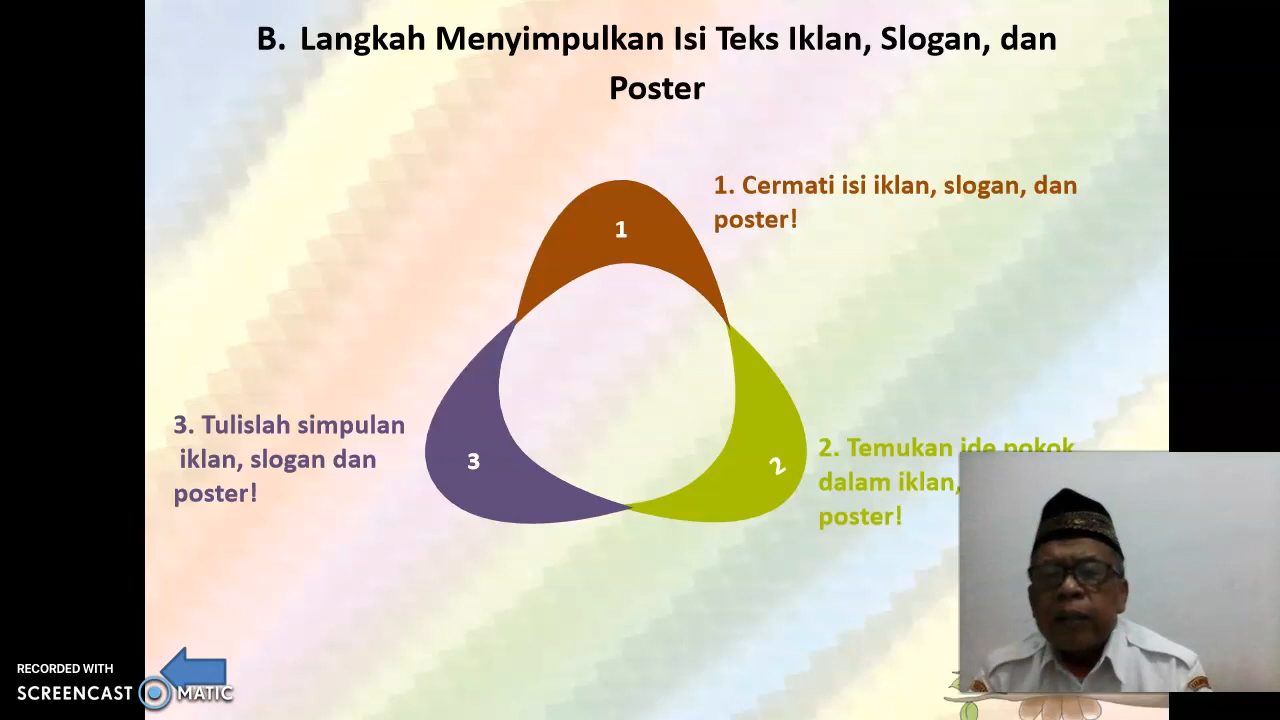 B. Langkah Menyimpulkan Isi Teks Iklan, Slogan, dan
Poster
1. Cermati isi iklan, slogan, dan
poster!
1
2. Temukan ide pokok
dalam iklan,
poster!
2
3. Tulislah simpulan
iklan, slogan dan
poster!
3
RECORDED WITH
SCREENCAST MATIC